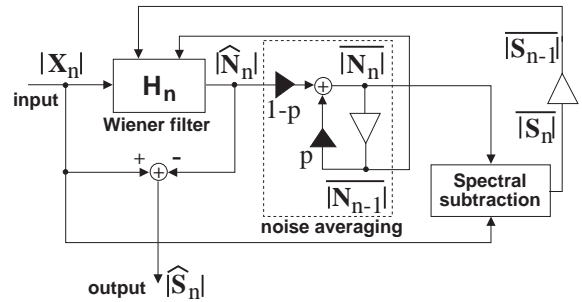 |S̅ₙ₋₁|
|Xₙ|
|N̂ₙ|
|N̅ₙ|
Hₙ
input
1-p
Wiener filter
p
|S̅ₙ|
+
-
+
+
|N̅ₙ₋₁|
Spectral
subtraction
noise averaging
output
|Ŝₙ|